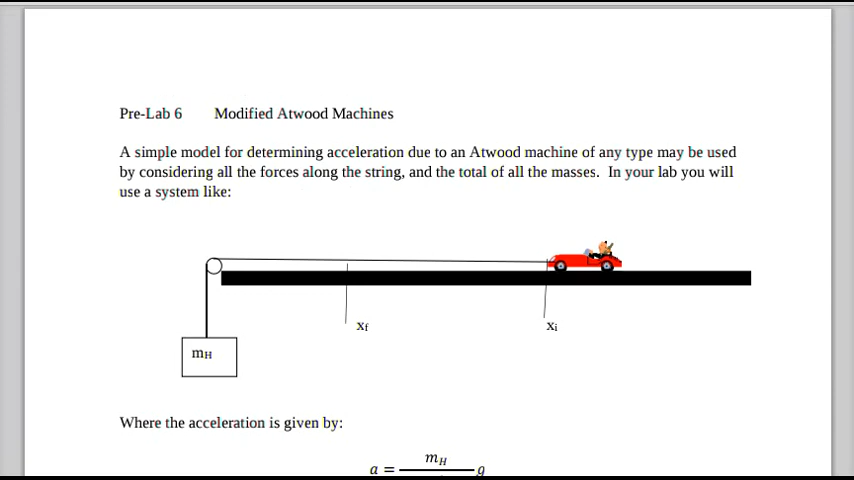 Pre-Lab 6 Modified Atwood Machines
A simple model for determining acceleration due to an Atwood machine of any type may be used
by considering all the forces along the string, and the total of all the masses. In your lab you will
use a system like:
xf xi
mH
Where the acceleration is given by:
mH
a = g